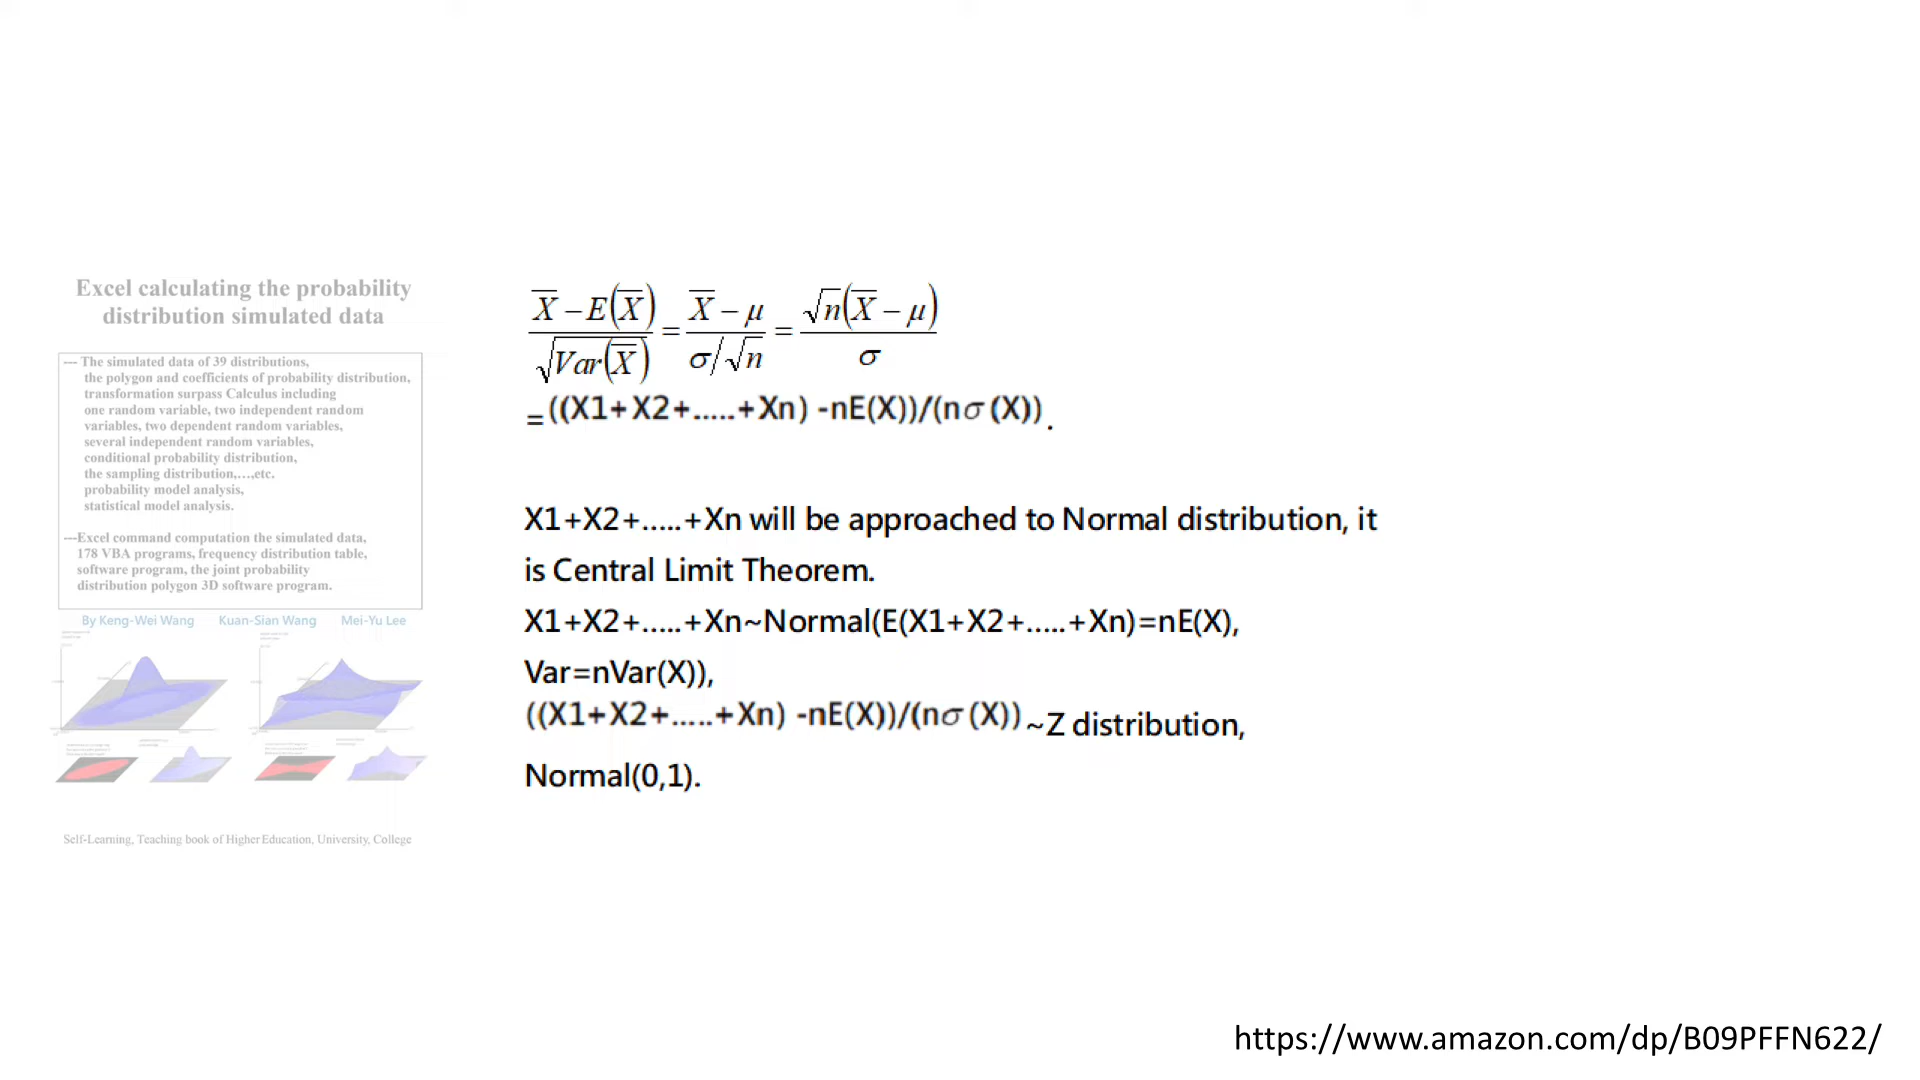 Excel calculating the probability
distribution simulated data
--- The simulated data of 39 distributions,
the polygon and coefficients of probability distribution,
transformation surpass Calculus including
one random variable, two independent random
variables, two dependent random variables,
several independent random variables,
conditional probability distribution,
the sampling distribution,…,etc.
probability model analysis,
statistical model analysis.
---Excel command computation the simulated data,
178 VBA programs, frequency distribution table,
software program, the joint probability
distribution polygon 3D software program.
By Keng-Wei Wang Kuan-Sian Wang Mei-Yu Lee
Self-Learning, Teaching book of Higher Education, University, College
(X̅ − E(X̅))/√Var(X̅) = (X̅ − μ)/(σ/√n) = √n(X̅ − μ)/σ
=((X1+X2+.....+Xn) -nE(X))/(nσ(X)).
X1+X2+.....+Xn will be approached to Normal distribution, it
is Central Limit Theorem.
X1+X2+.....+Xn~Normal(E(X1+X2+.....+Xn)=nE(X),
Var=nVar(X)),
((X1+X2+.....+Xn) -nE(X))/(nσ(X))~Z distribution,
Normal(0,1).
https://www.amazon.com/dp/B09PFFN622/